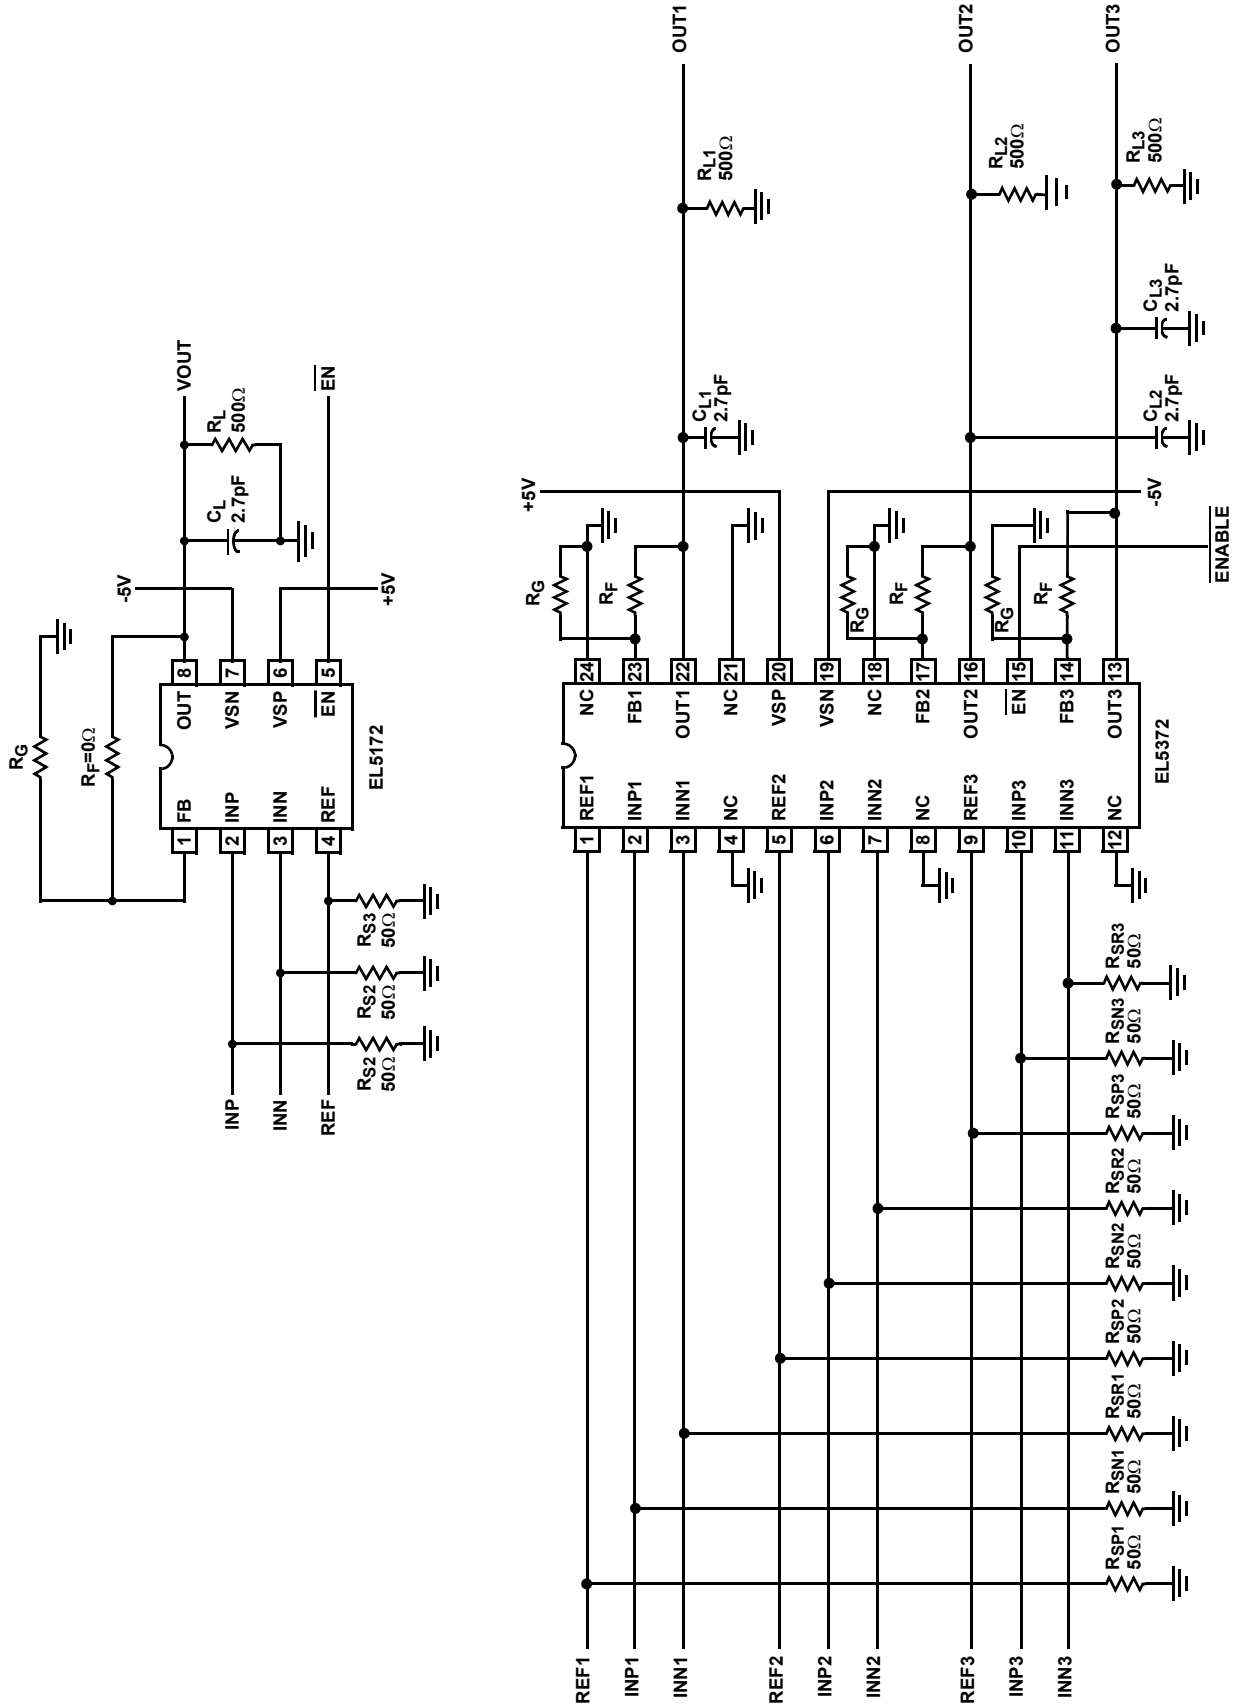 RG
RF=0Ω
-5V
CL
2.7pF
RL
500Ω
VOUT
EN
+5V
1 FB
2 INP
3 INN
4 REF
OUT 8
VSN 7
VSP 6
EN 5
EL5172
INP
INN
REF
RS2
50Ω
RS2
50Ω
RS3
50Ω
REF1
INP1
INN1
REF2
INP2
INN2
REF3
INP3
INN3
RSP1
50Ω
RSN1
50Ω
RSR1
50Ω
RSP2
50Ω
RSN2
50Ω
RSR2
50Ω
RSP3
50Ω
RSN3
50Ω
RSR3
50Ω
1 REF1
2 INP1
3 INN1
4 NC
5 REF2
6 INP2
7 INN2
8 NC
9 REF3
10 INP3
11 INN3
12 NC
NC 24
FB1 23
OUT1 22
NC 21
VSP 20
VSN 19
NC 18
FB2 17
OUT2 16
EN 15
FB3 14
OUT3 13
EL5372
RG
RF
RG
RF
RG
RF
+5V
-5V
ENABLE
CL1
2.7pF
CL2
2.7pF
CL3
2.7pF
RL1
500Ω
RL2
500Ω
RL3
500Ω
OUT1
OUT2
OUT3